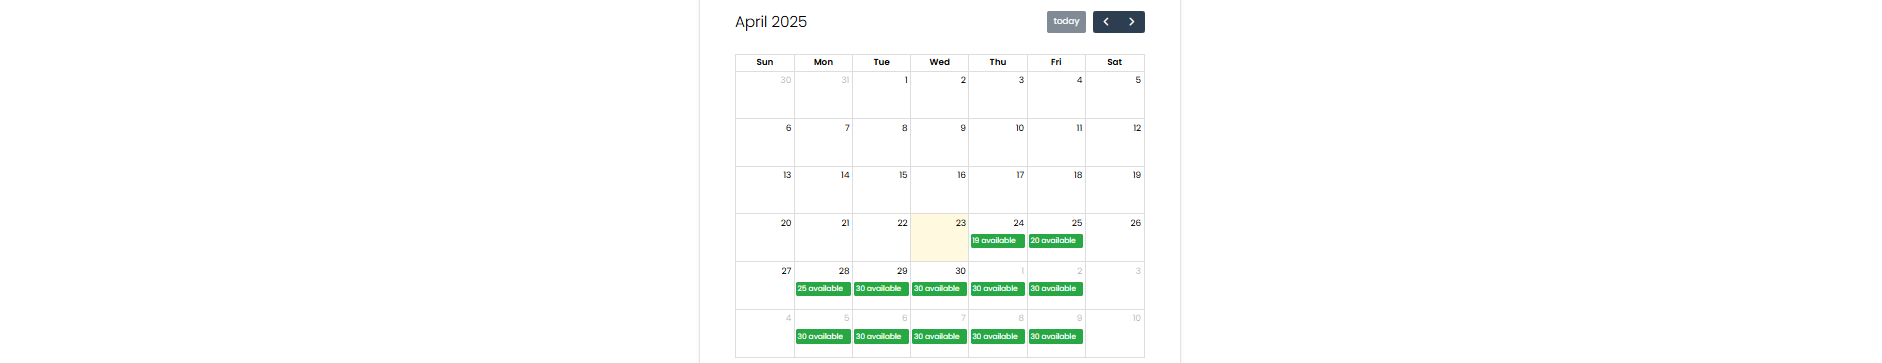 April 2025
today
Sun Mon Tue Wed Thu Fri Sat
30 31 1 2 3 4 5
6 7 8 9 10 11 12
13 14 15 16 17 18 19
20 21 22 23 24 25 26
19 available 20 available
27 28 29 30 1 2 3
25 available 30 available 30 available 30 available 30 available
4 5 6 7 8 9 10
30 available 30 available 30 available 30 available 30 available